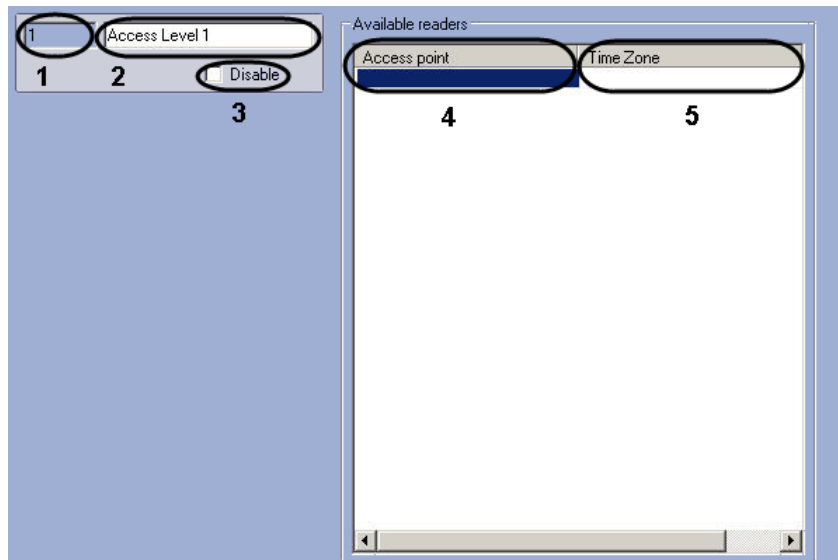 1 Access Level 1
1 2 Disable
3
Available readers
Access point Time Zone
4 5